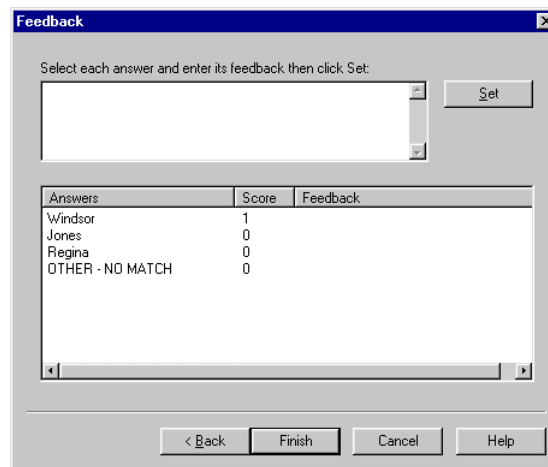 Feedback
Select each answer and enter its feedback then click Set:
Set
Answers Score Feedback
Windsor 1
Jones 0
Regina 0
OTHER - NO MATCH 0
< Back Finish Cancel Help